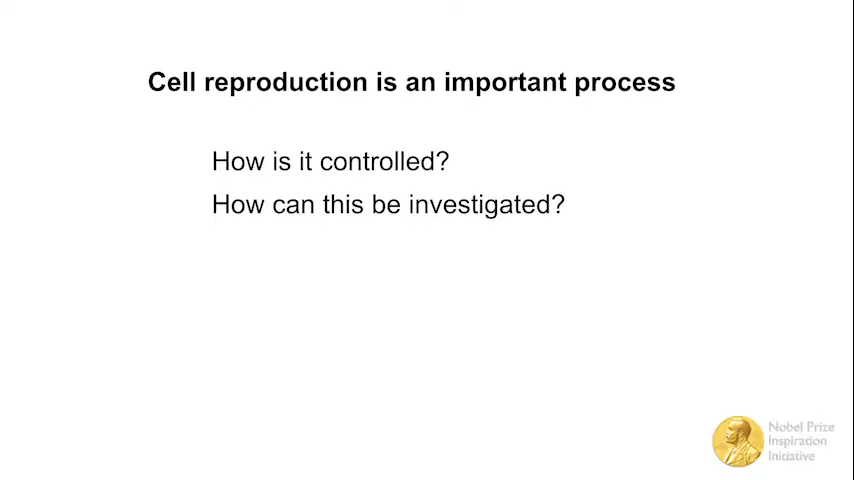 Cell reproduction is an important process
How is it controlled?
How can this be investigated?
Nobel Prize
Inspiration
Initiative